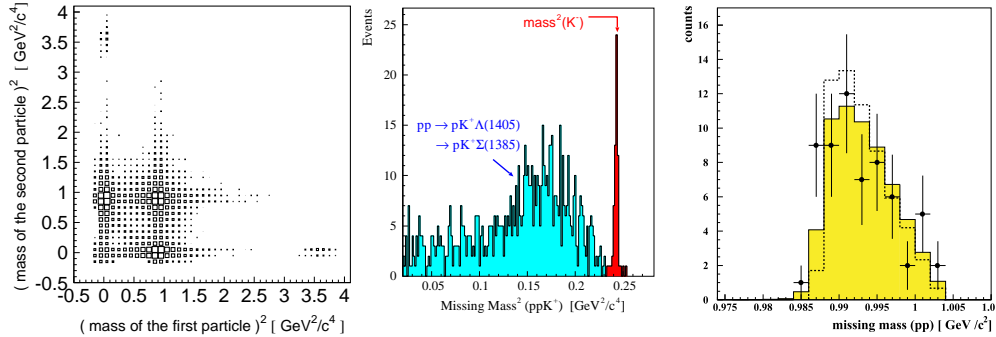 ( mass of the second particle )2 [ GeV2/c4]
4
3.5
3
2.5
2
1.5
1
0.5
0
-0.5
-0.5 0 0.5 1 1.5 2 2.5 3 3.5 4
( mass of the first particle )2 [ GeV2/c4]
Events
mass2(K-)
pp → pK+Λ(1405)
→ pK+Σ(1385)
25
20
15
10
5
0
0.05 0.1 0.15 0.2 0.25
Missing Mass2 (ppK+) [GeV2/c4]
counts
16
14
12
10
8
6
4
2
0
0.975 0.98 0.985 0.99 0.995 1 1.005 1.0
missing mass (pp) [ GeV /c2]